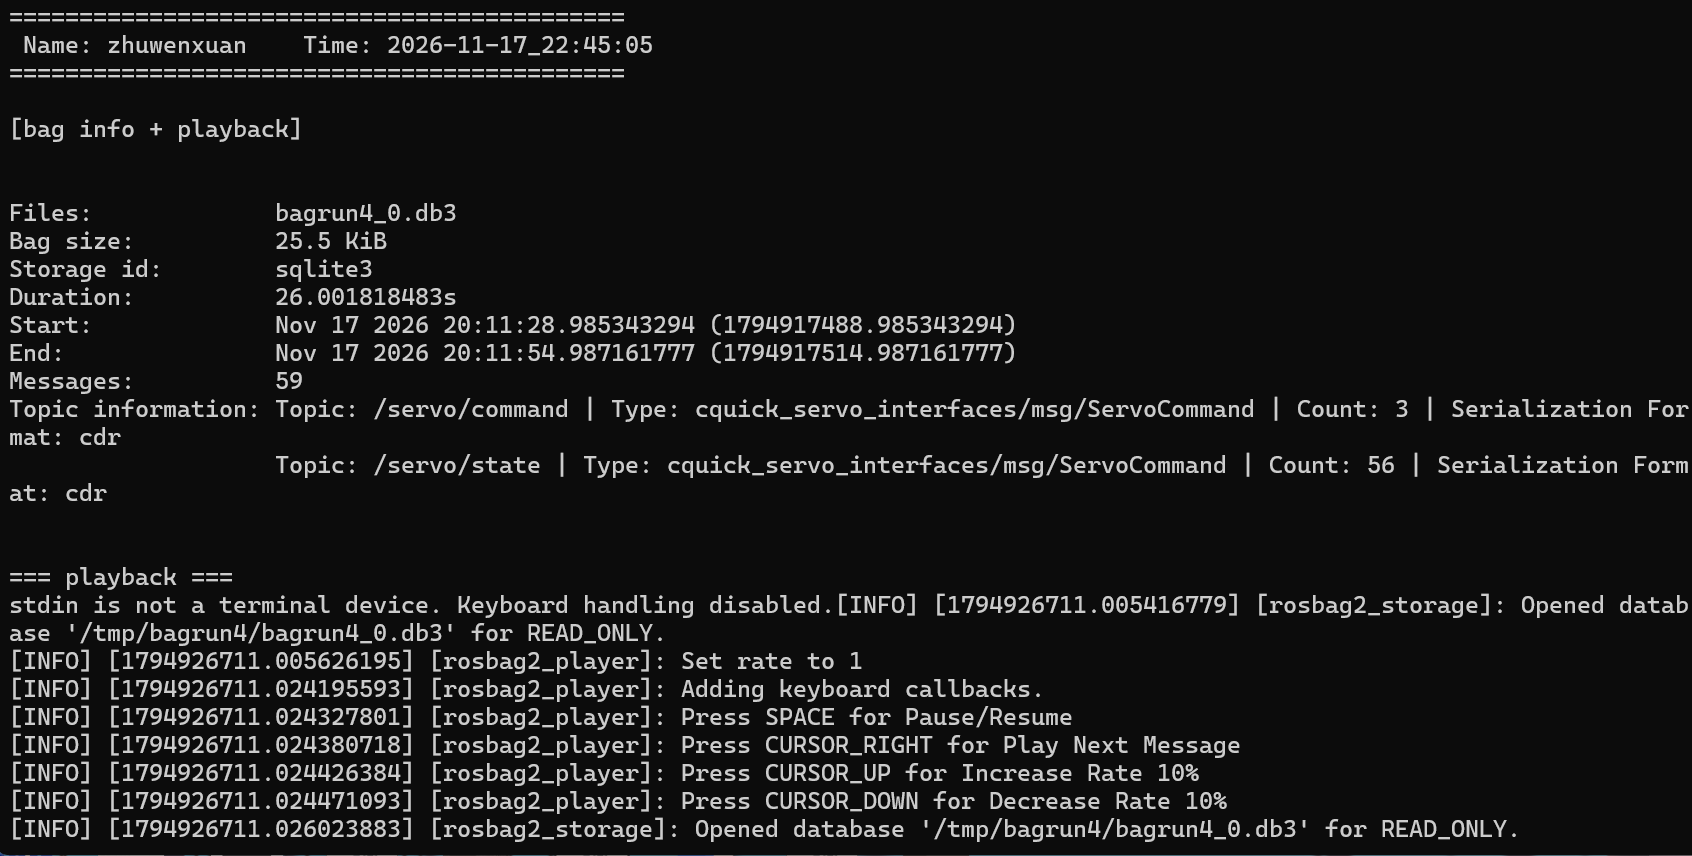 ============================================
Name: zhuwenxuan    Time: 2026-11-17_22:45:05
============================================
[bag info + playback]
Files:             bagrun4_0.db3
Bag size:          25.5 KiB
Storage id:        sqlite3
Duration:          26.001818483s
Start:             Nov 17 2026 20:11:28.985343294 (1794917488.985343294)
End:               Nov 17 2026 20:11:54.987161777 (1794917514.987161777)
Messages:          59
Topic information: Topic: /servo/command | Type: cquick_servo_interfaces/msg/ServoCommand | Count: 3 | Serialization For
mat: cdr
                   Topic: /servo/state | Type: cquick_servo_interfaces/msg/ServoCommand | Count: 56 | Serialization Form
at: cdr
=== playback ===
stdin is not a terminal device. Keyboard handling disabled.[INFO] [1794926711.005416779] [rosbag2_storage]: Opened datab
ase '/tmp/bagrun4/bagrun4_0.db3' for READ_ONLY.
[INFO] [1794926711.005626195] [rosbag2_player]: Set rate to 1
[INFO] [1794926711.024195593] [rosbag2_player]: Adding keyboard callbacks.
[INFO] [1794926711.024327801] [rosbag2_player]: Press SPACE for Pause/Resume
[INFO] [1794926711.024380718] [rosbag2_player]: Press CURSOR_RIGHT for Play Next Message
[INFO] [1794926711.024426384] [rosbag2_player]: Press CURSOR_UP for Increase Rate 10%
[INFO] [1794926711.024471093] [rosbag2_player]: Press CURSOR_DOWN for Decrease Rate 10%
[INFO] [1794926711.026023883] [rosbag2_storage]: Opened database '/tmp/bagrun4/bagrun4_0.db3' for READ_ONLY.